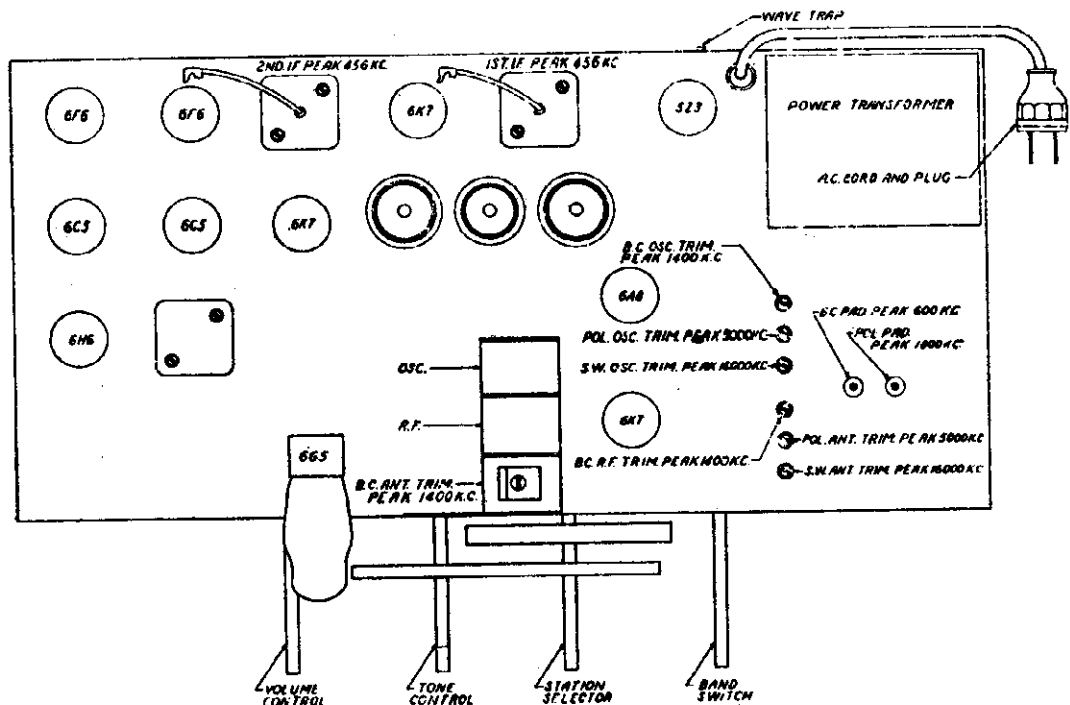 WAVE TRAP
2ND. IF PEAK 456 KC
1ST. IF PEAK 456 KC
6F6
6F6
6K7
5Z3
POWER TRANSFORMER
A.C. CORD AND PLUG
6C5
6C5
6K7
B.C. OSC. TRIM.
PEAK 1400 K.C
6A8
6H6
BC PAD. PEAK 600 KC
POL. PAD.
PEAK 1800 KC.
POL. OSC. TRIM. PEAK 5000 KC
OSC.
S.W. OSC. TRIM. PEAK 16000 KC
R.F.
6K7
POL. ANT. TRIM. PEAK 5000 KC
6G5
B.C. R.F. TRIM. PEAK 1400 KC.
B.C. ANT. TRIM.
PEAK 1400 K.C.
S.W. ANT TRIM. PEAK 16000 KC
VOLUME
CONTROL
TONE
CONTROL
STATION
SELECTOR
BAND
SWITCH